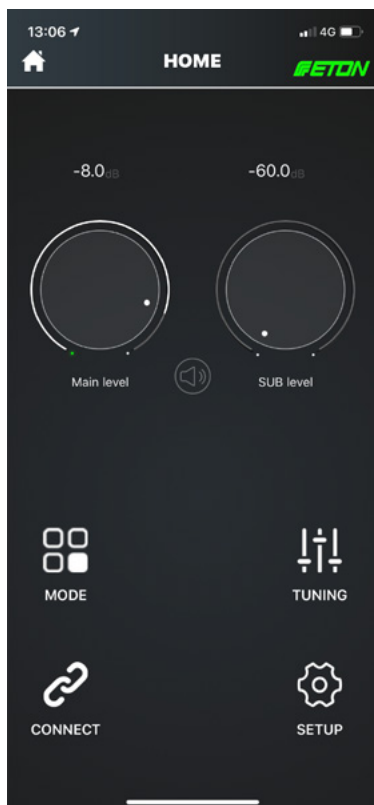 13:06 4G
HOME
ETON
-8.0dB -60.0dB
Main level SUB level
MODE TUNING
CONNECT SETUP